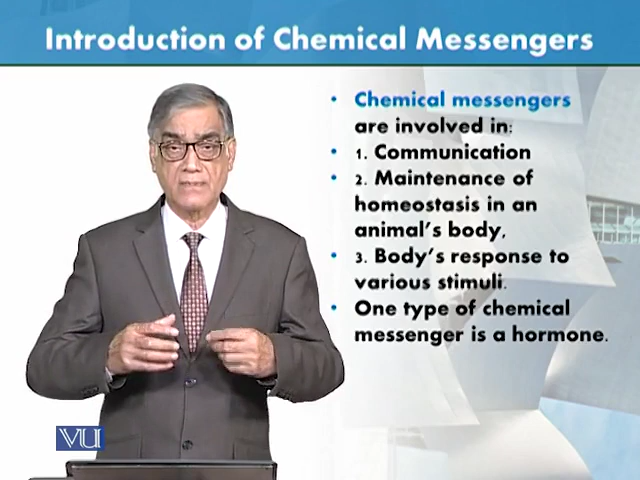 Introduction of Chemical Messengers
• Chemical messengers
are involved in:
• 1. Communication
• 2. Maintenance of
homeostasis in an
animal's body,
• 3. Body's response to
various stimuli.
• One type of chemical
messenger is a hormone.
VU